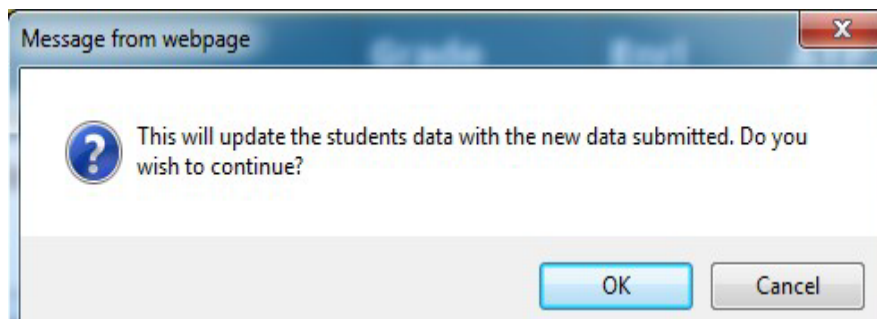 Message from webpage
Grade
This will update the students data with the new data submitted. Do you
wish to continue?
OK
Cancel